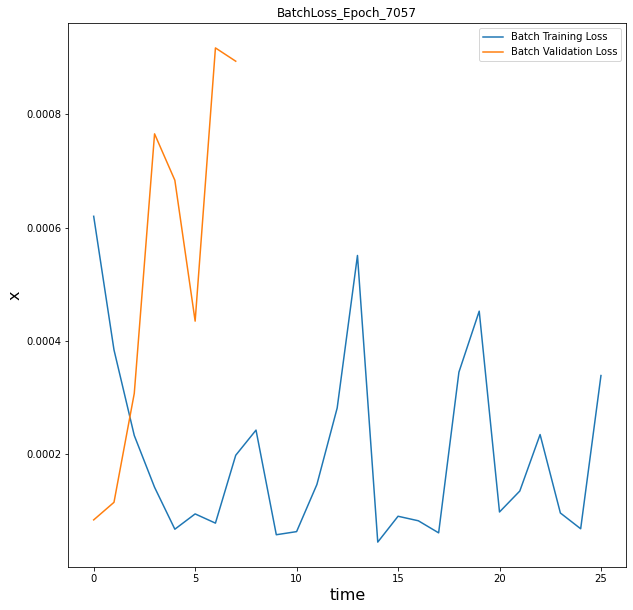 BatchLoss_Epoch_7057
Batch Training Loss
Batch Validation Loss
0.0008
0.0006
x
0.0004
0.0002
0 5 10 15 20 25
time